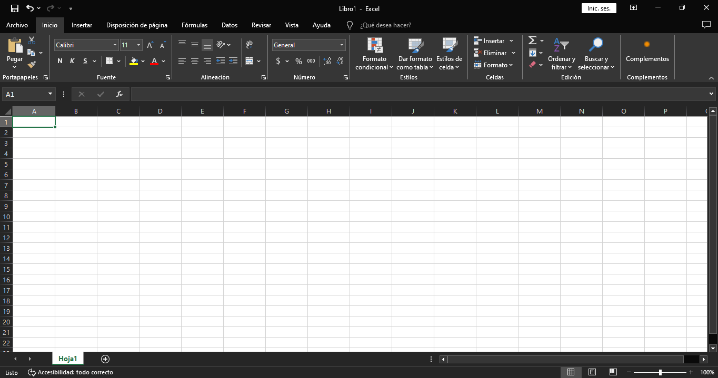 Libro1 - Excel
Inic. ses.
Archivo Inicio Insertar Disposición de página Fórmulas Datos Revisar Vista Ayuda ¿Qué desea hacer?
Pegar
Calibri 11 A A
N K S A
ab
General
$ % 000
Formato condicional
Dar formato como tabla
Estilos de celda
Insertar
Eliminar
Formato
Ordenar y filtrar
Buscar y seleccionar
Complementos
Portapapeles Fuente Alineación Número Estilos Celdas Edición Complementos
A1 fx
A B C D E F G H I J K L M N O P
1
2
3
4
5
6
7
8
9
10
11
12
13
14
15
16
17
18
19
20
21
22
Hoja1
Listo Accesibilidad: todo correcto 100%